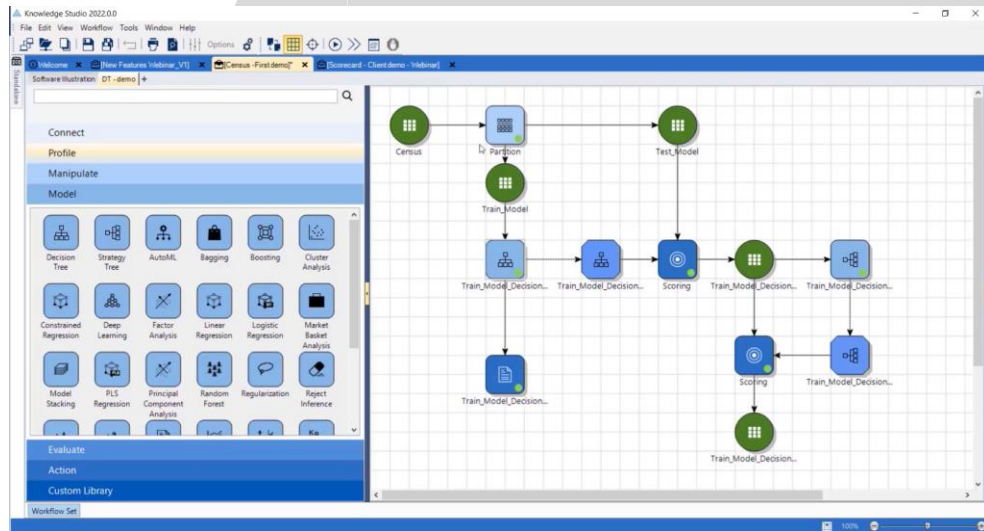 Knowledge Studio 2022.0.0
File Edit View Workflow Tools Window Help
Options
Welcome [New Features Webinar_V1] [Census -First demo]* [Scorecard - Client demo - Webinar]
Standalone
Software Illustration DT - demo +
Connect
Profile
Manipulate
Model
Decision Tree
Strategy Tree
AutoML
Bagging
Boosting
Cluster Analysis
Constrained Regression
Deep Learning
Factor Analysis
Linear Regression
Logistic Regression
Market Basket Analysis
Model Stacking
PLS Regression
Principal Component Analysis
Random Forest
Regularization
Reject Inference
Evaluate
Action
Custom Library
Workflow Set
Census
Partition
Test_Model
Train_Model
Train_Model_Decision...
Train_Model_Decision...
Scoring
Train_Model_Decision...
Train_Model_Decision...
Train_Model_Decision...
Scoring
Train_Model_Decision...
Train_Model_Decision...
100%